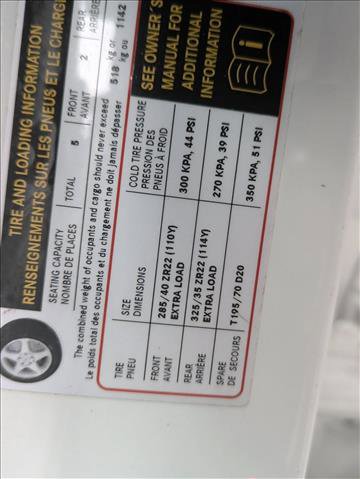 TIRE AND LOADING INFORMATION
RENSEIGNEMENTS SUR LES PNEUS ET LE CHARGE
SEATING CAPACITY
NOMBRE DE PLACES
TOTAL 5
FRONT
AVANT 2
REAR
ARRIÈRE
The combined weight of occupants and cargo should never exceed 518 kg or 1142
Le poids total des occupants et du chargement ne doit jamais dépasser kg ou
TIRE
PNEU
SIZE
DIMENSIONS
COLD TIRE PRESSURE
PRESSION DES
PNEUS À FROID
SEE OWNER'S
MANUAL FOR
ADDITIONAL
INFORMATION
FRONT
AVANT
285/40 ZR22 (110Y)
EXTRA LOAD
300 KPA, 44 PSI
REAR
ARRIÈRE
325/35 ZR22 (114Y)
EXTRA LOAD
270 KPA, 39 PSI
SPARE
DE SECOURS
T195/70 D20
350 KPA, 51 PSI